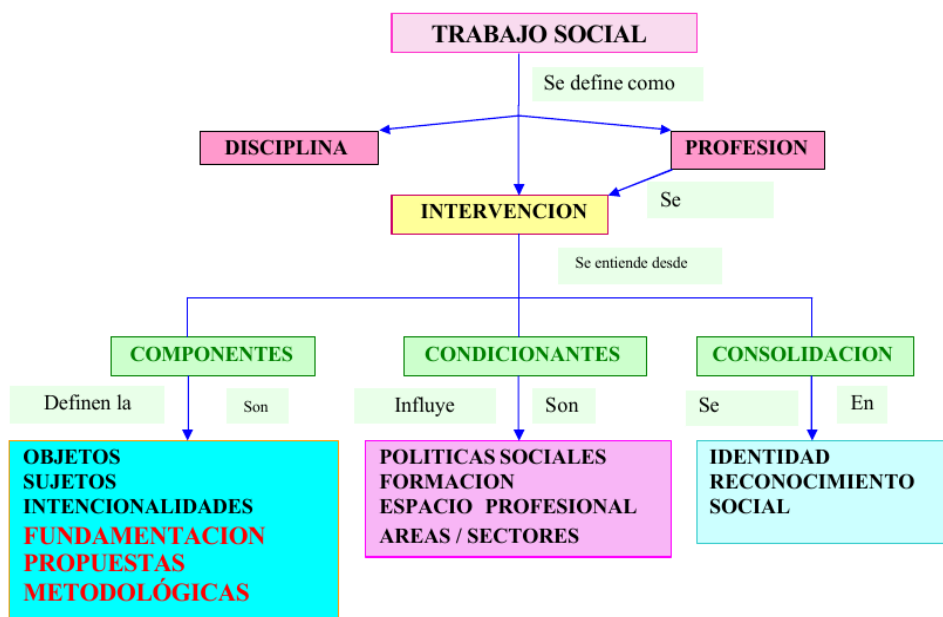 TRABAJO SOCIAL
Se define como
DISCIPLINA
PROFESION
Se
INTERVENCION
Se entiende desde
COMPONENTES
CONDICIONANTES
CONSOLIDACION
Definen la
Son
Influye
Son
Se
En
OBJETOS
SUJETOS
INTENCIONALIDADES
FUNDAMENTACION
PROPUESTAS
METODOLÓGICAS
POLITICAS SOCIALES
FORMACION
ESPACIO PROFESIONAL
AREAS / SECTORES
IDENTIDAD
RECONOCIMIENTO
SOCIAL